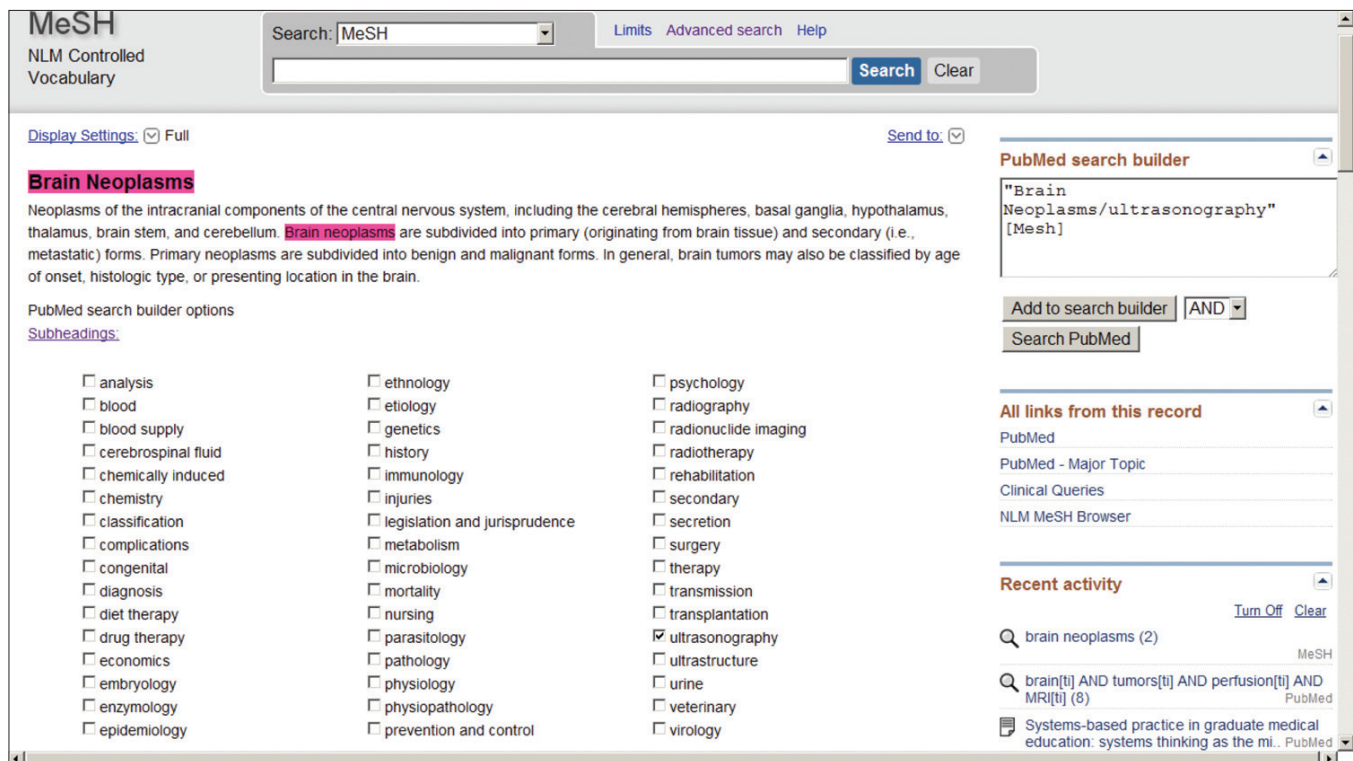 MeSH
NLM Controlled
Vocabulary
Search: MeSH
Limits Advanced search Help
Search Clear
Display Settings: Full
Send to:
Brain Neoplasms
Neoplasms of the intracranial components of the central nervous system, including the cerebral hemispheres, basal ganglia, hypothalamus,
thalamus, brain stem, and cerebellum. Brain neoplasms are subdivided into primary (originating from brain tissue) and secondary (i.e.,
metastatic) forms. Primary neoplasms are subdivided into benign and malignant forms. In general, brain tumors may also be classified by age
of onset, histologic type, or presenting location in the brain.
PubMed search builder options
Subheadings:
analysis
blood
blood supply
cerebrospinal fluid
chemically induced
chemistry
classification
complications
congenital
diagnosis
diet therapy
drug therapy
economics
embryology
enzymology
epidemiology
ethnology
etiology
genetics
history
immunology
injuries
legislation and jurisprudence
metabolism
microbiology
mortality
nursing
parasitology
pathology
physiology
physiopathology
prevention and control
psychology
radiography
radionuclide imaging
radiotherapy
rehabilitation
secondary
secretion
surgery
therapy
transmission
transplantation
ultrasonography
ultrastructure
urine
veterinary
virology
PubMed search builder
"Brain
Neoplasms/ultrasonography"
[Mesh]
Add to search builder AND
Search PubMed
All links from this record
PubMed
PubMed - Major Topic
Clinical Queries
NLM MeSH Browser
Recent activity
Turn Off Clear
brain neoplasms (2)
MeSH
brain[ti] AND tumors[ti] AND perfusion[ti] AND
MRI[ti] (8) PubMed
Systems-based practice in graduate medical
education: systems thinking as the mi.. PubMed